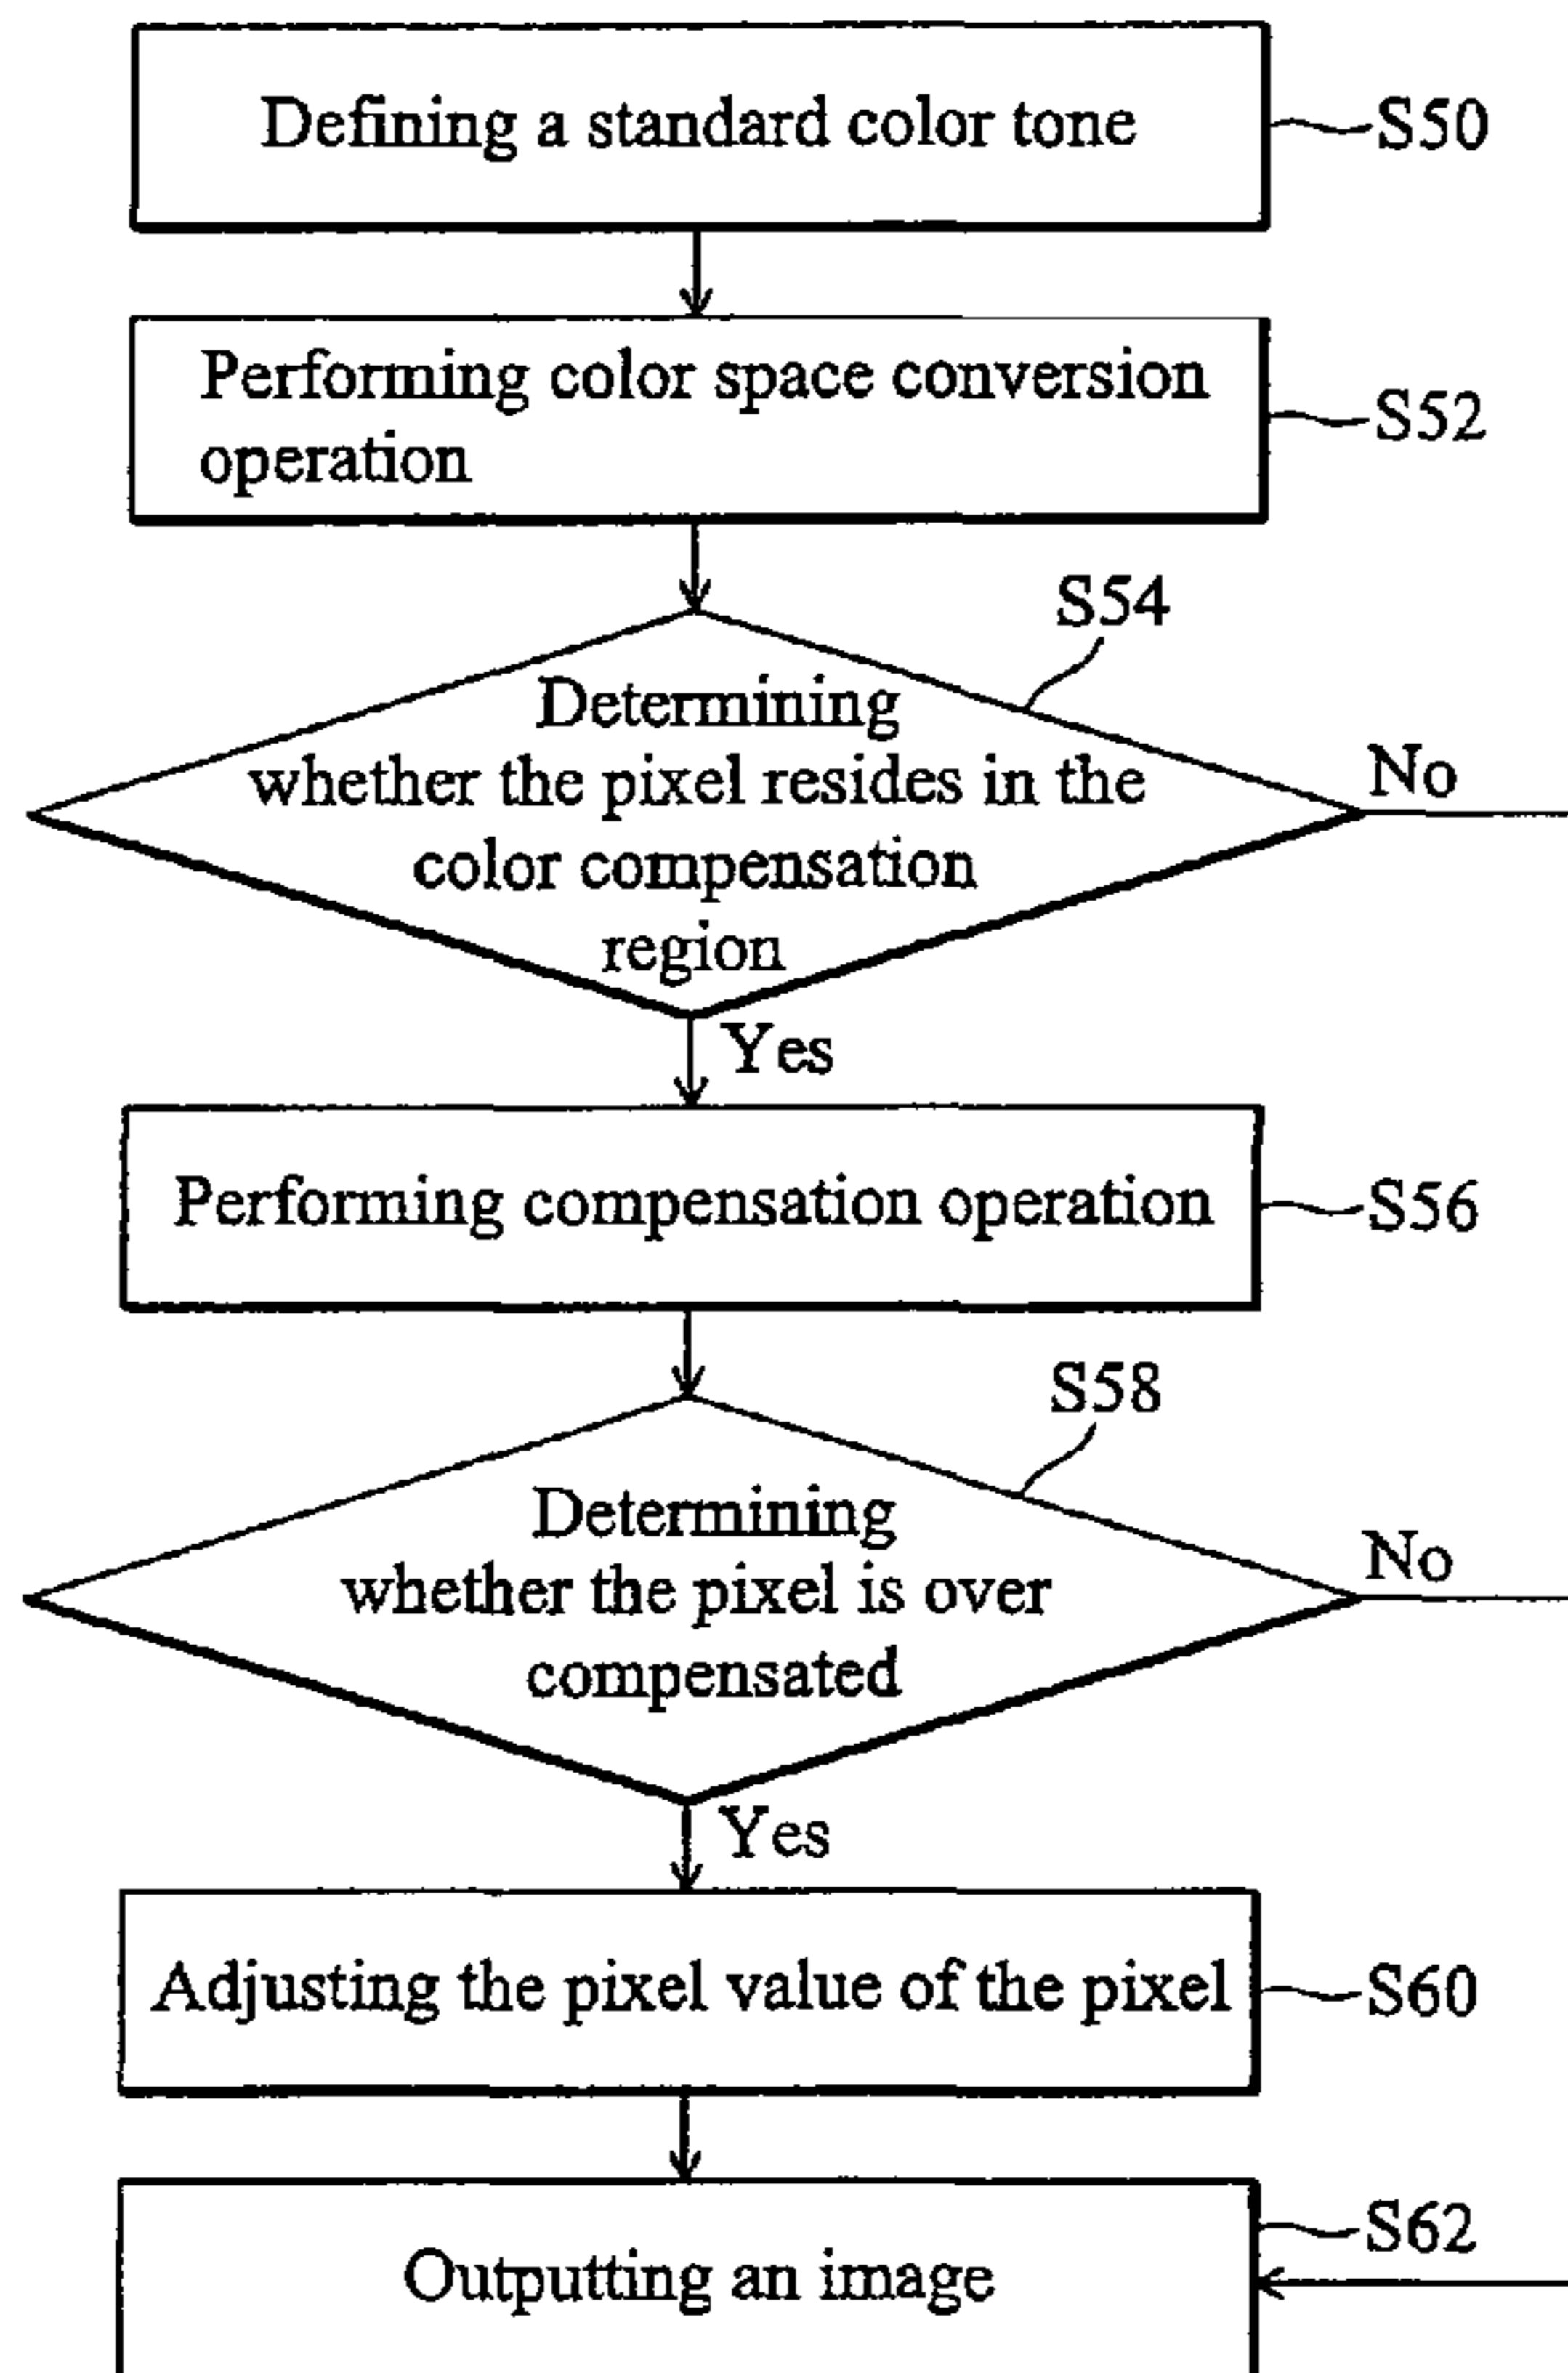 Defining a standard color tone
S50
Performing color space conversion
operation
S52
S54
Determining
whether the pixel resides in the
color compensation
region
No
Yes
Performing compensation operation
S56
S58
Determining
whether the pixel is over
compensated
No
Yes
Adjusting the pixel value of the pixel
S60
Outputting an image
S62